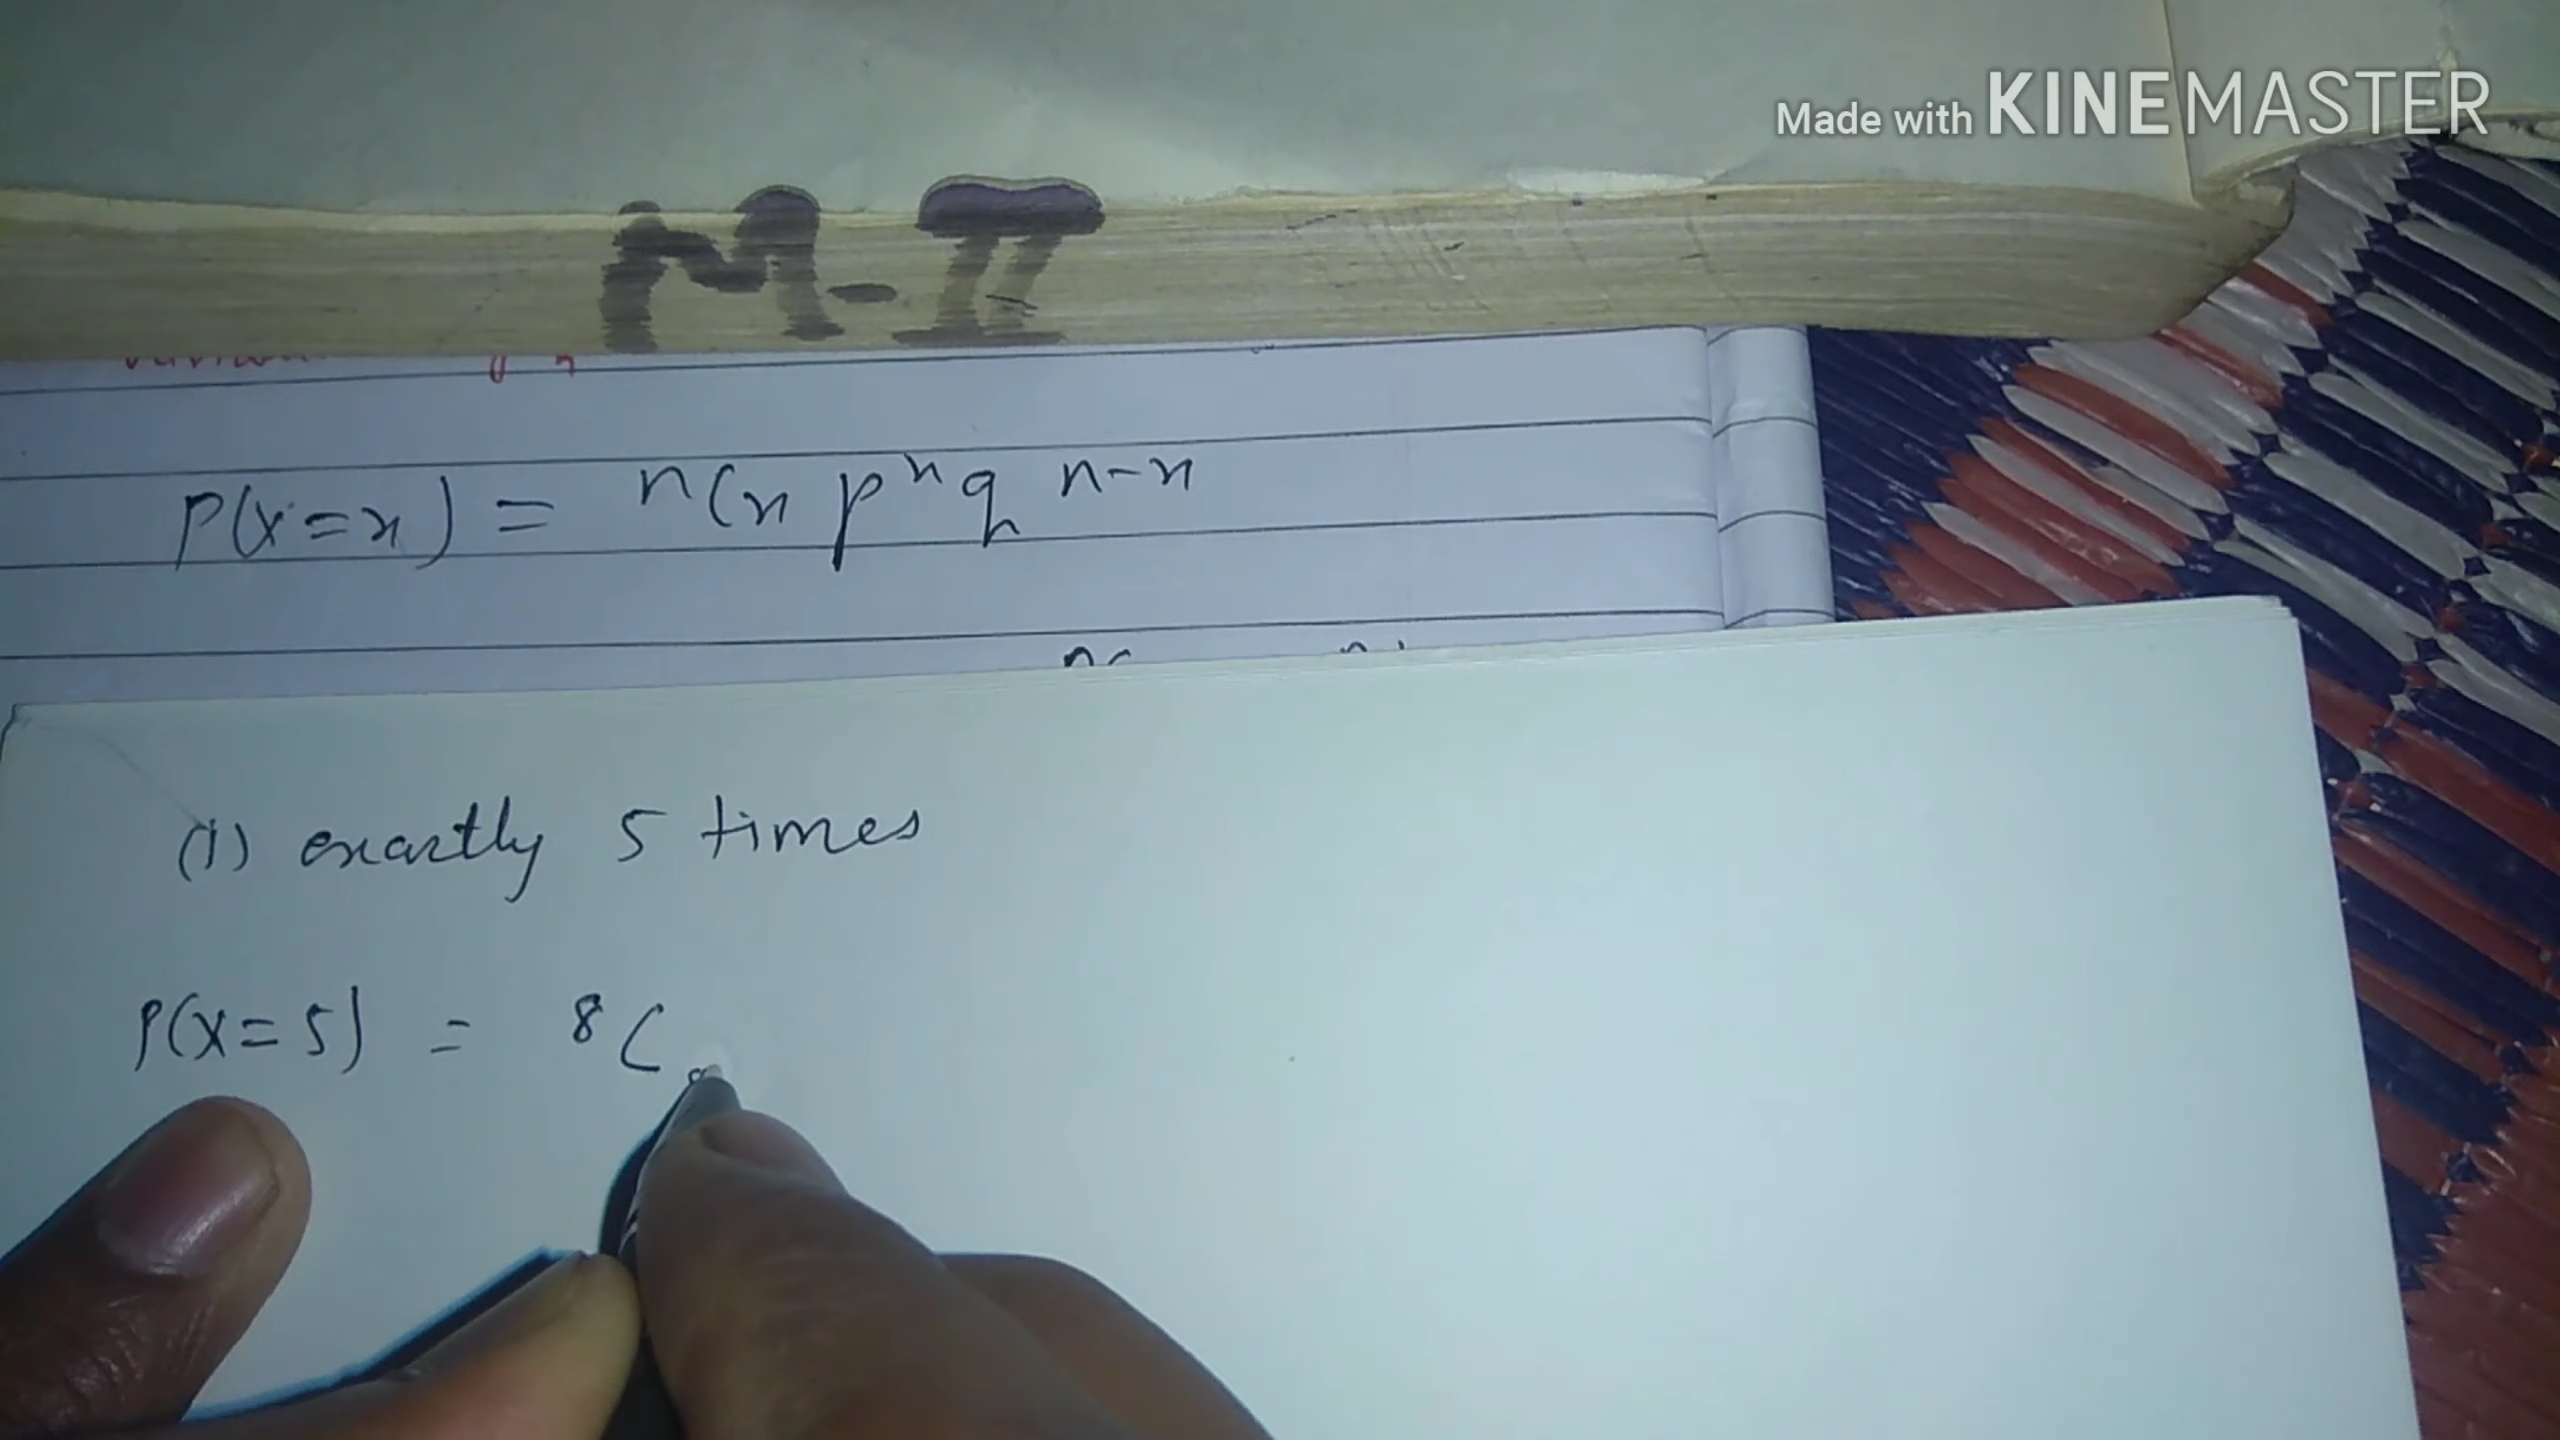 Made with KINEMASTER
M-II
P(X=x) = nCx p^x q^n-x
(i) exactly 5 times
P(X=5) = 8C